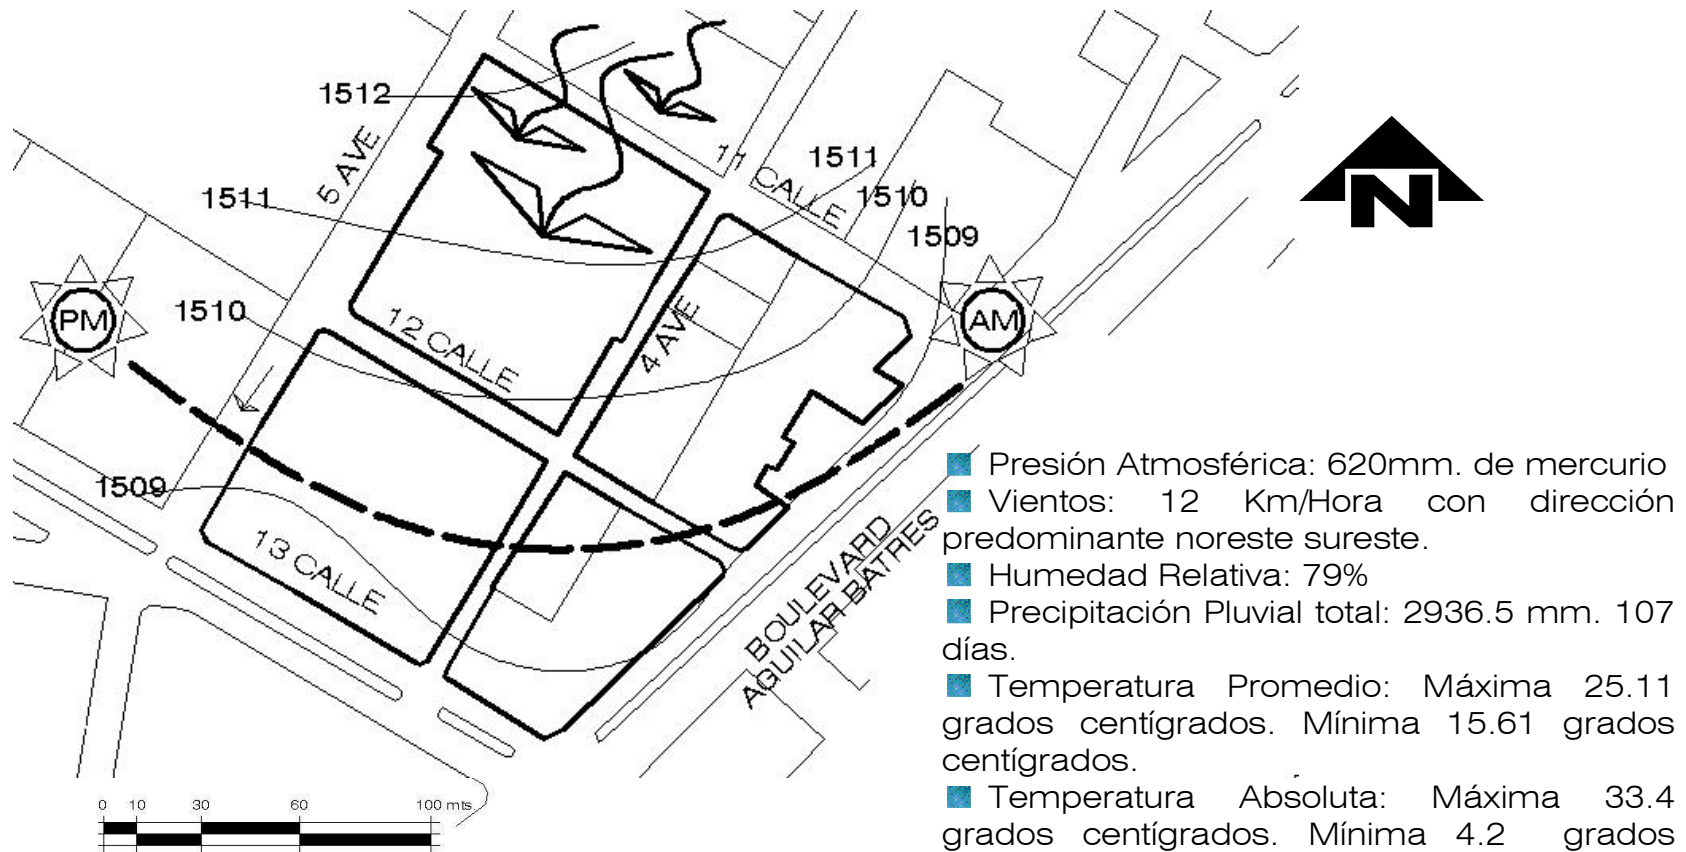 1512
5 AVE
11 CALLE
1511
1510
1509
1511
N
PM
1510
12 CALLE
4 AVE
AM
1509
13 CALLE
BOULEVARD
AGUILAR BATRES
0 10 30 60 100 mts.
Presión Atmosférica: 620mm. de mercurio
Vientos: 12 Km/Hora con dirección
predominante noreste sureste.
Humedad Relativa: 79%
Precipitación Pluvial total: 2936.5 mm. 107
días.
Temperatura Promedio: Máxima 25.11
grados centígrados. Mínima 15.61 grados
centígrados.
Temperatura Absoluta: Máxima 33.4
grados centígrados. Mínima 4.2 grados